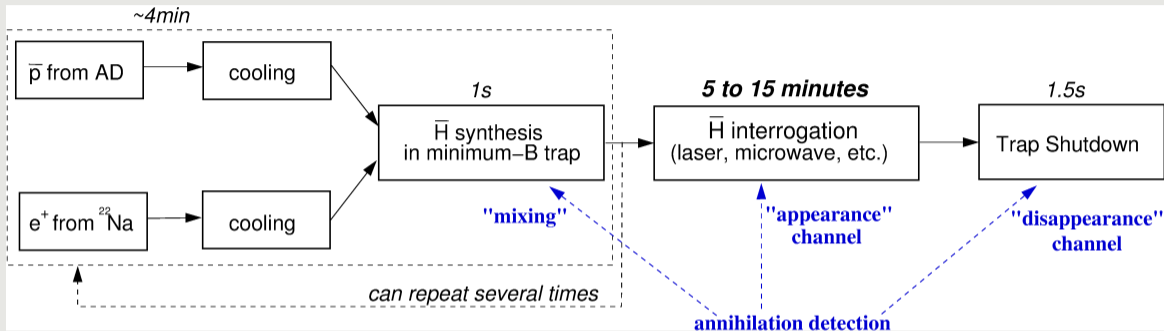 ~4min
p̅ from AD
cooling
1s
H̅ synthesis
in minimum−B trap
5 to 15 minutes
H̅ interrogation
(laser, microwave, etc.)
1.5s
Trap Shutdown
e⁺ from ²²Na
cooling
"mixing"
"appearance"
channel
"disappearance"
channel
can repeat several times
annihilation detection